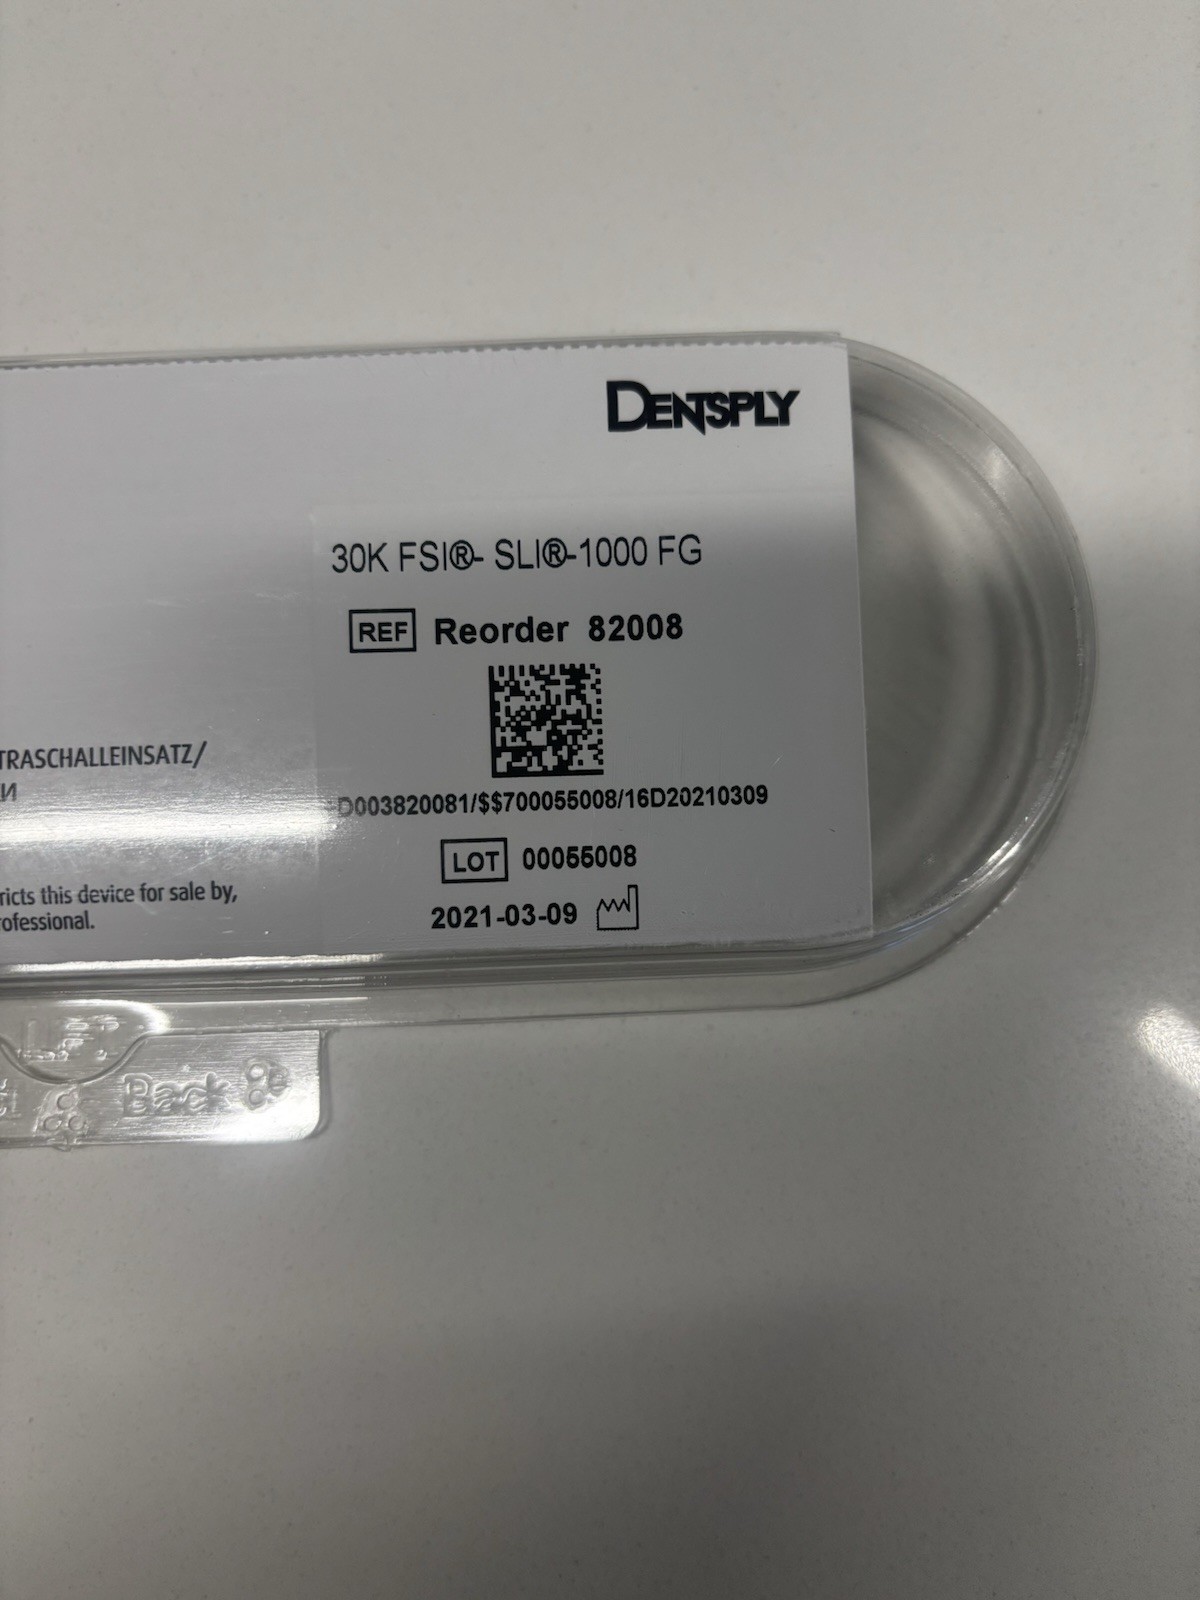 DENTSPLY
30K FSI®- SLI®-1000 FG
REF Reorder 82008
TRASCHALLEINSATZ/
И
D003820081/$$700055008/16D20210309
LOT 00055008
ricts this device for sale by,
2021-03-09
ofessional.
Back